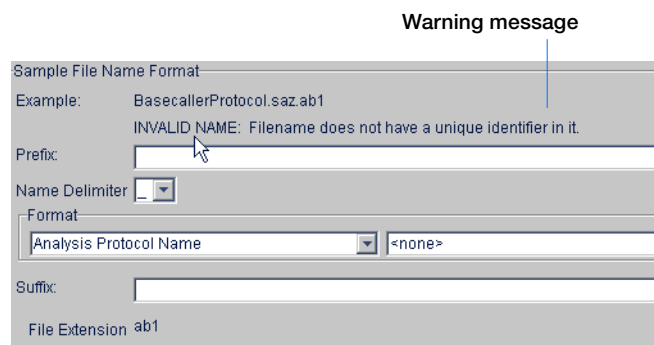 Warning message
Sample File Name Format
Example: BasecallerProtocol.saz.ab1
INVALID NAME: Filename does not have a unique identifier in it.
Prefix:
Name Delimiter _
Format
Analysis Protocol Name <none>
Suffix:
File Extension ab1